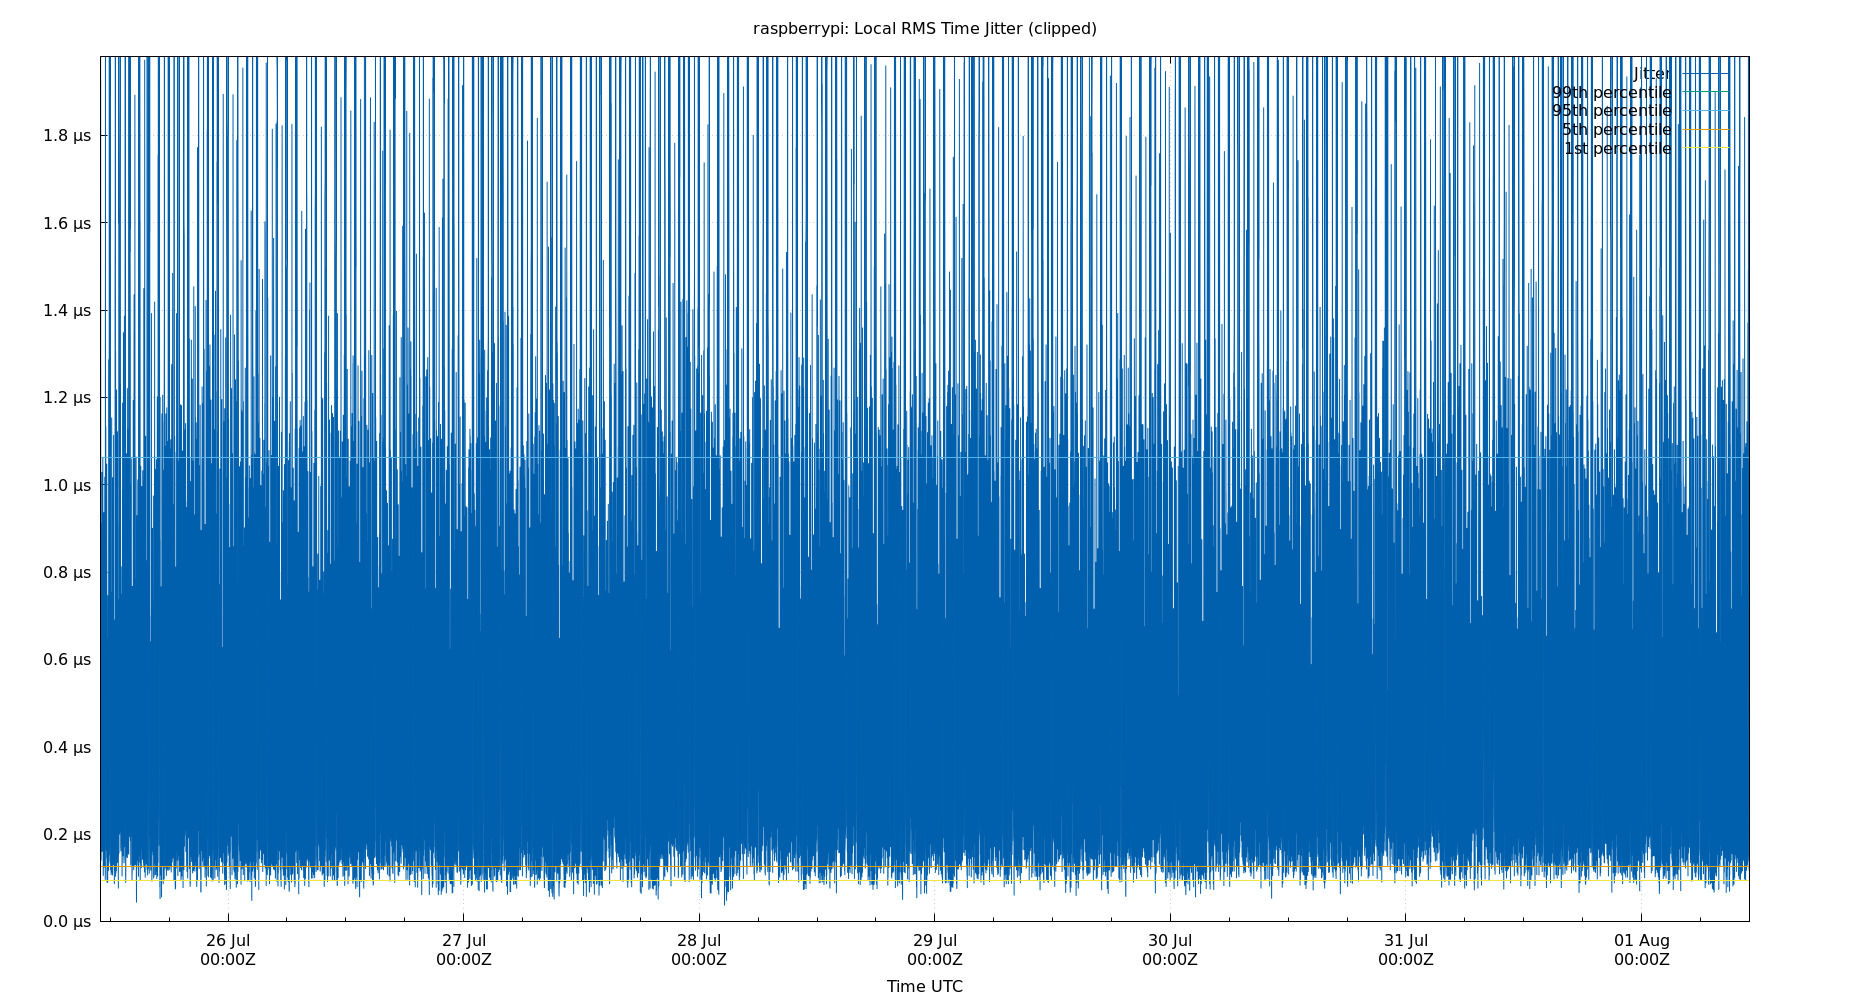 raspberrypi: Local RMS Time Jitter (clipped)
Jitter
99th percentile
95th percentile
5th percentile
1st percentile
1.8 µs
1.6 µs
1.4 µs
1.2 µs
1.0 µs
0.8 µs
0.6 µs
0.4 µs
0.2 µs
0.0 µs
26 Jul 27 Jul 28 Jul 29 Jul 30 Jul 31 Jul 01 Aug
00:00Z 00:00Z 00:00Z 00:00Z 00:00Z 00:00Z 00:00Z
Time UTC